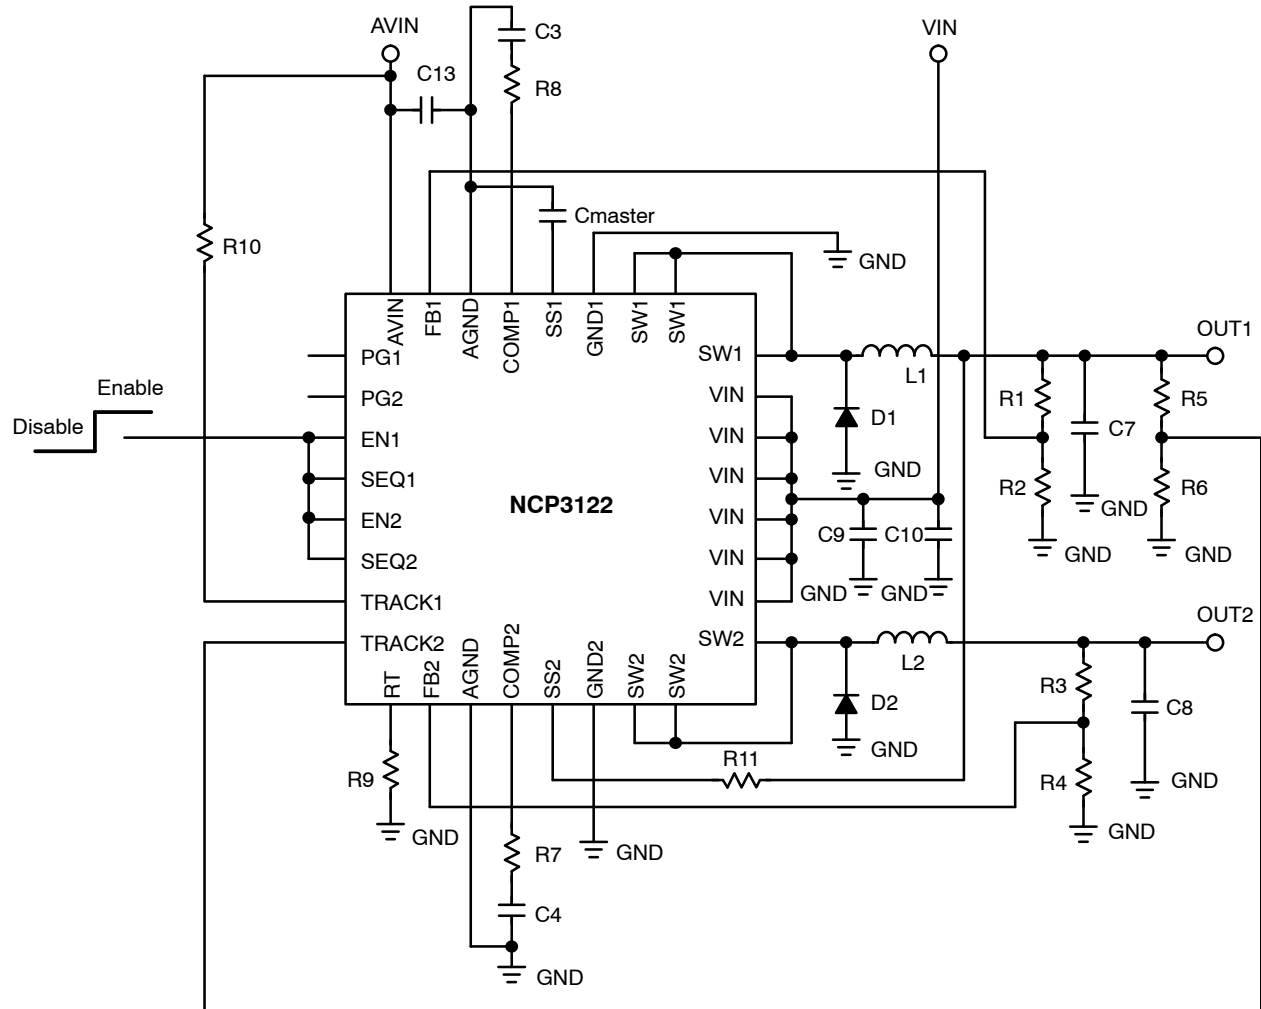 AVIN
C3
VIN
C13
R8
Cmaster
R10
GND
AVIN
FB1
AGND
COMP1
SS1
GND1
SW1
SW1
OUT1
PG1
SW1
L1
Enable
PG2
VIN
R1
R5
D1
Disable
EN1
VIN
C7
GND
SEQ1
VIN
R2
R6
NCP3122
GND
EN2
VIN
C9
C10
SEQ2
VIN
GND
GND
GND
GND
TRACK1
VIN
OUT2
TRACK2
SW2
L2
RT
FB2
AGND
COMP2
SS2
GND2
SW2
SW2
R3
D2
C8
GND
R11
R9
R4
GND
GND
GND
R7
GND
C4
GND